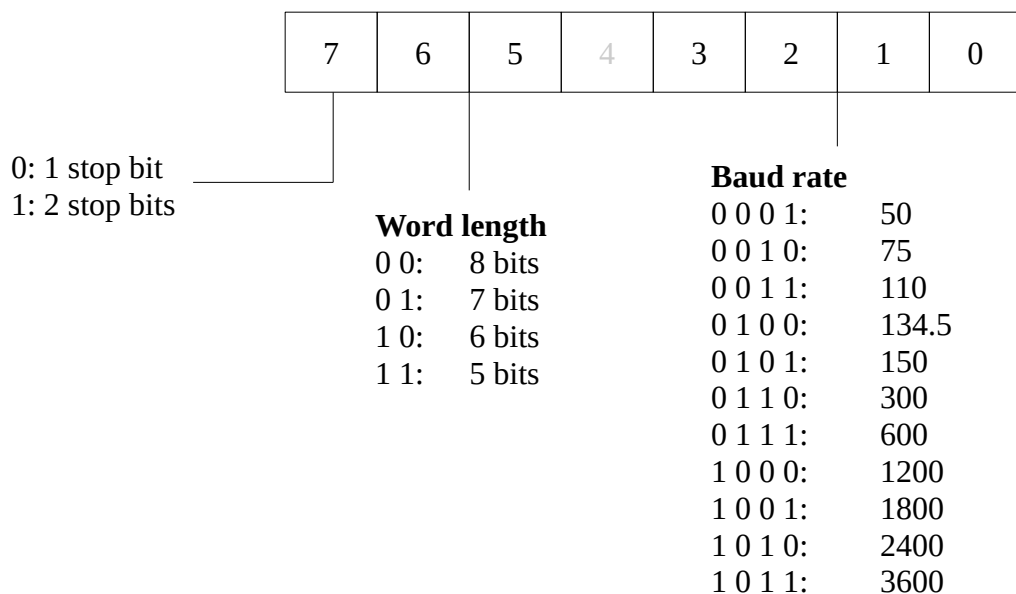 7 6 5 4 3 2 1 0
0: 1 stop bit
1: 2 stop bits
Word length
0 0: 8 bits
0 1: 7 bits
1 0: 6 bits
1 1: 5 bits
Baud rate
0 0 0 1: 50
0 0 1 0: 75
0 0 1 1: 110
0 1 0 0: 134.5
0 1 0 1: 150
0 1 1 0: 300
0 1 1 1: 600
1 0 0 0: 1200
1 0 0 1: 1800
1 0 1 0: 2400
1 0 1 1: 3600